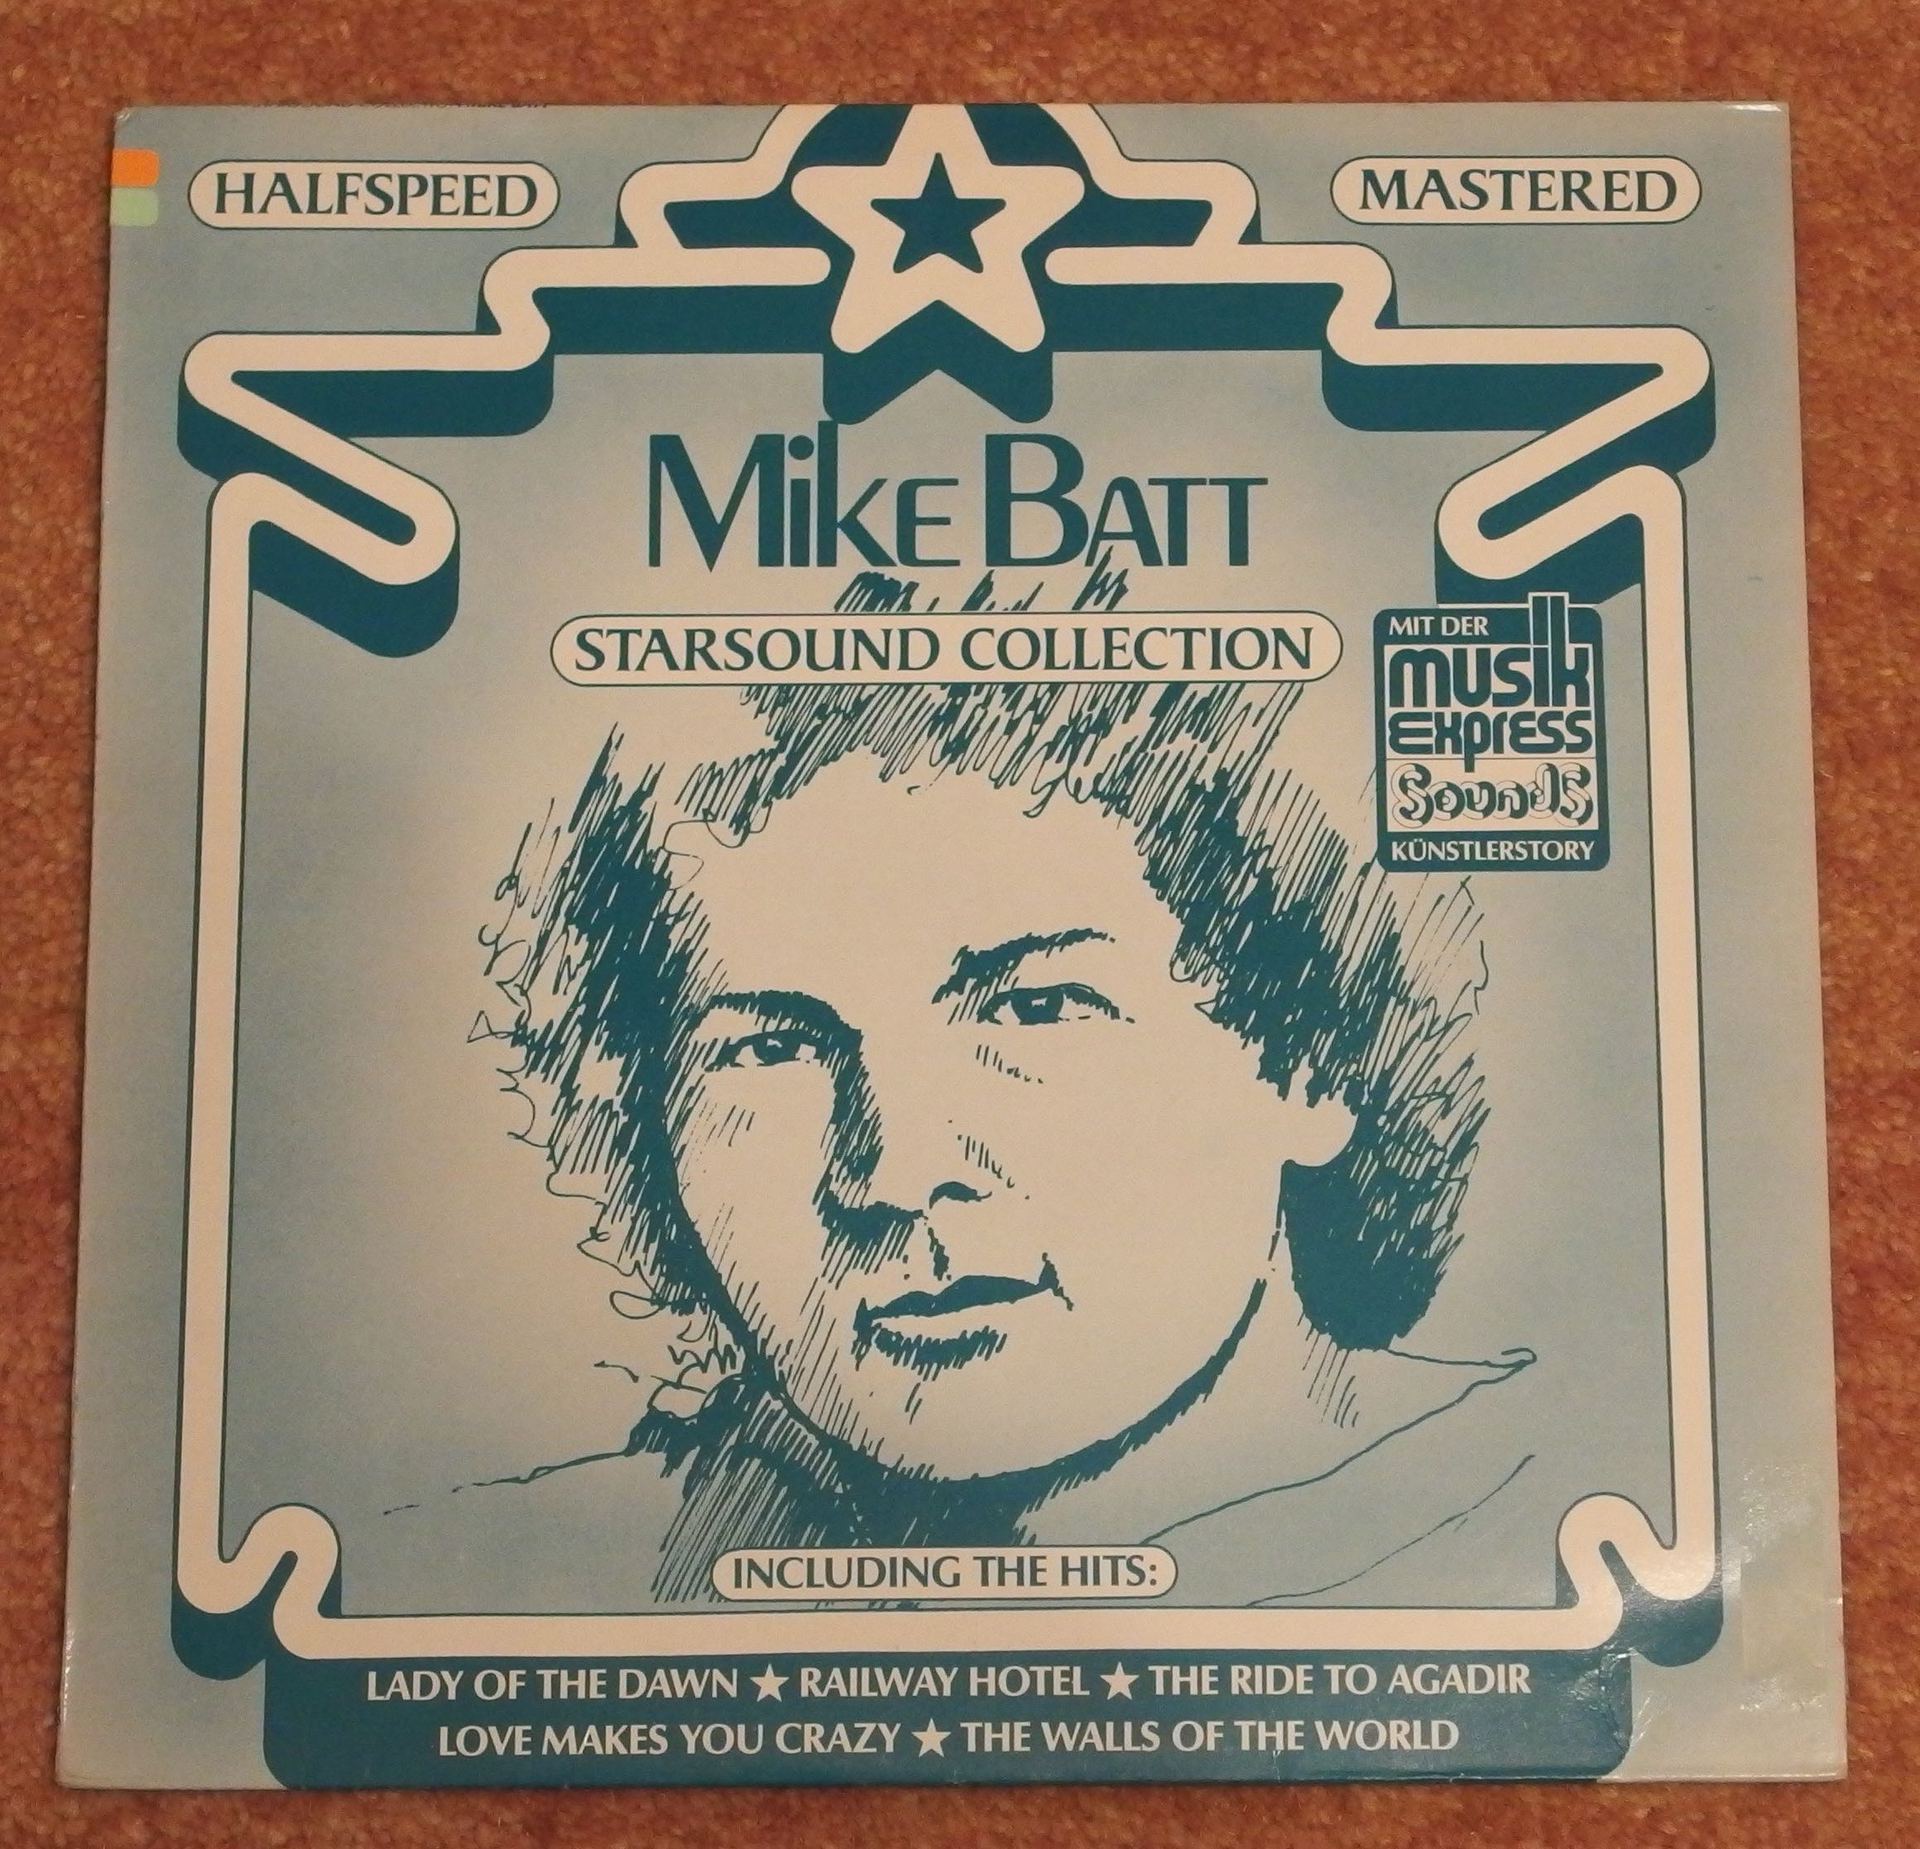 HALFSPEED
MASTERED
MIKE BATT
STARSOUND COLLECTION
MIT DER
musik
express
Sounds
KÜNSTLERSTORY
INCLUDING THE HITS:
LADY OF THE DAWN ★ RAILWAY HOTEL ★ THE RIDE TO AGADIR
LOVE MAKES YOU CRAZY ★ THE WALLS OF THE WORLD